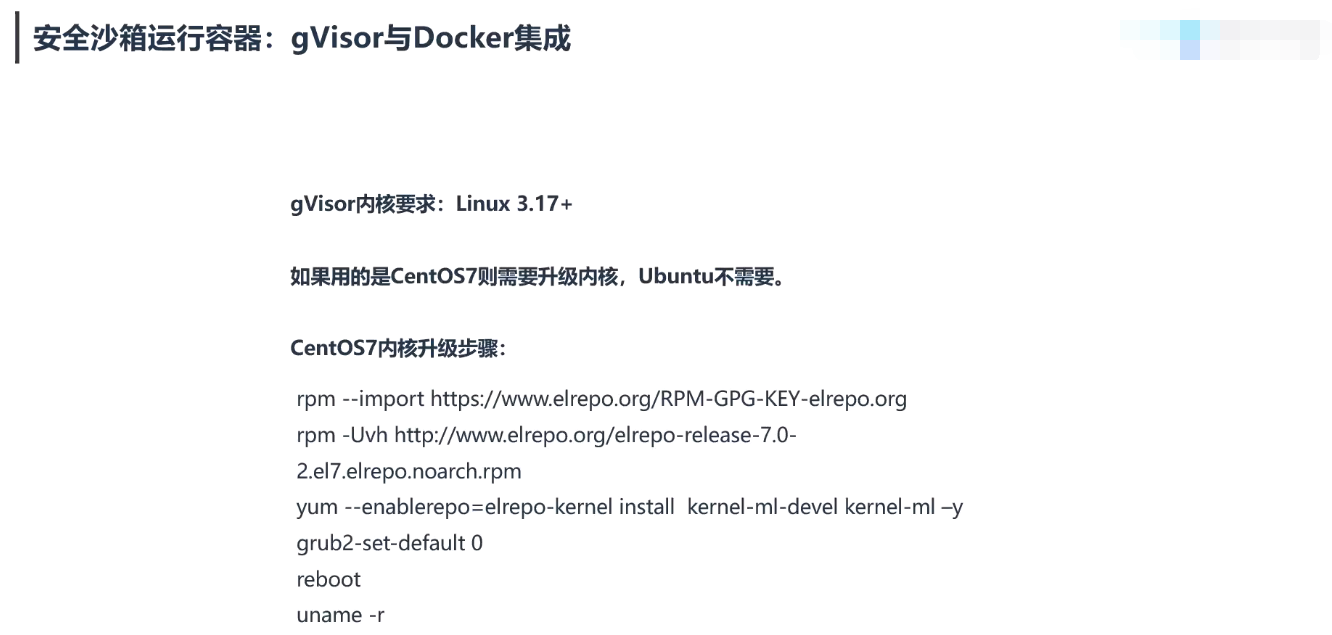 安全沙箱运行容器：gVisor与Docker集成
gVisor内核要求：Linux 3.17+
如果用的是CentOS7则需要升级内核，Ubuntu不需要。
CentOS7内核升级步骤：
rpm --import https://www.elrepo.org/RPM-GPG-KEY-elrepo.org
rpm -Uvh http://www.elrepo.org/elrepo-release-7.0-
2.el7.elrepo.noarch.rpm
yum --enablerepo=elrepo-kernel install  kernel-ml-devel kernel-ml –y
grub2-set-default 0
reboot
uname -r